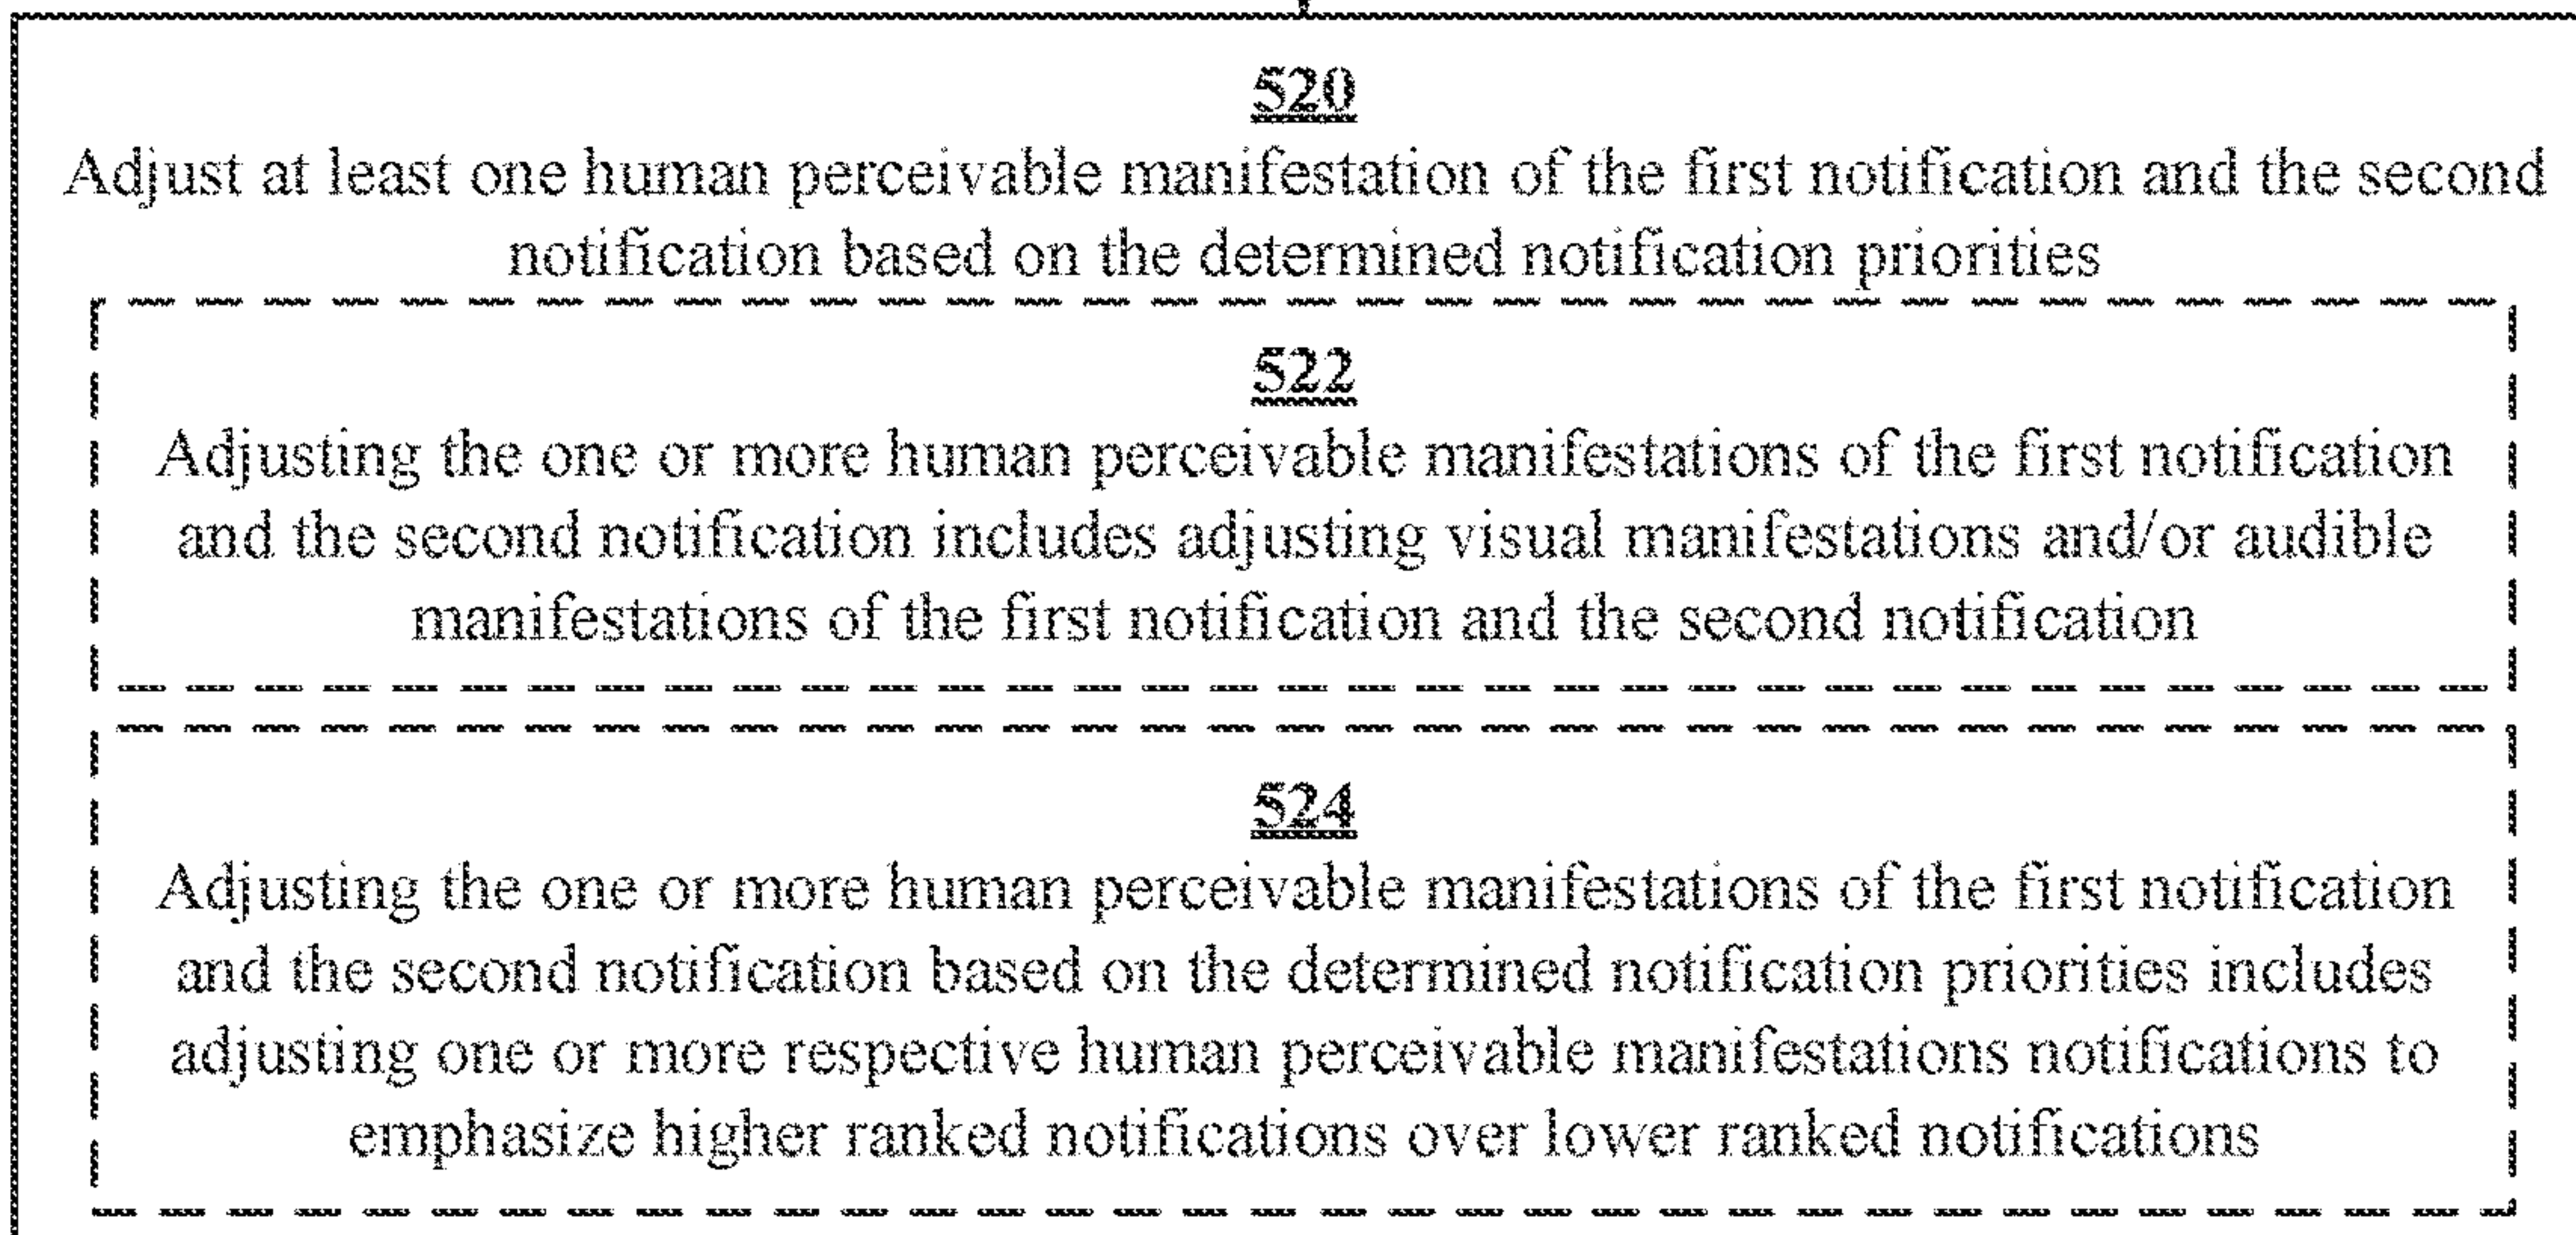 520
Adjust at least one human perceivable manifestation of the first notification and the second
notification based on the determined notification priorities
522
Adjusting the one or more human perceivable manifestations of the first notification
and the second notification includes adjusting visual manifestations and/or audible
manifestations of the first notification and the second notification
524
Adjusting the one or more human perceivable manifestations of the first notification
and the second notification based on the determined notification priorities includes
adjusting one or more respective human perceivable manifestations notifications to
emphasize higher ranked notifications over lower ranked notifications